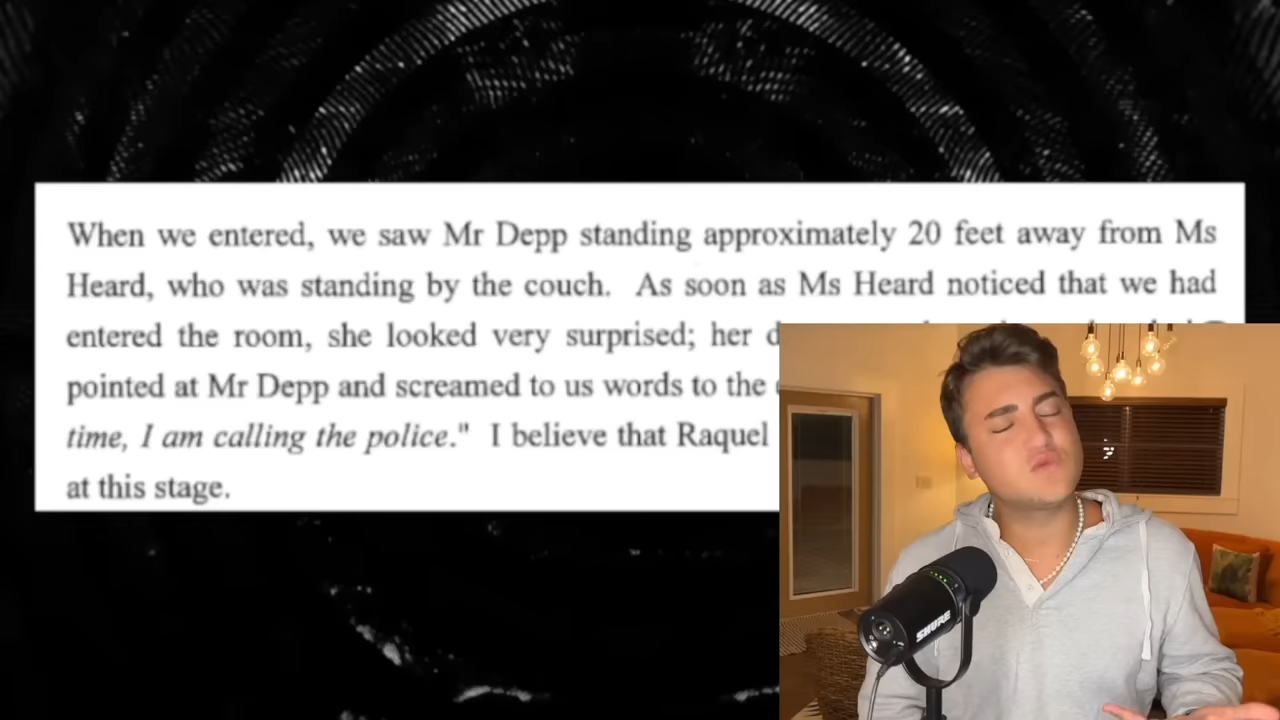 When we entered, we saw Mr Depp standing approximately 20 feet away from Ms
Heard, who was standing by the couch. As soon as Ms Heard noticed that we had
entered the room, she looked very surprised; her
pointed at Mr Depp and screamed to us words to the
time, I am calling the police." I believe that Raquel
at this stage.
SHURE